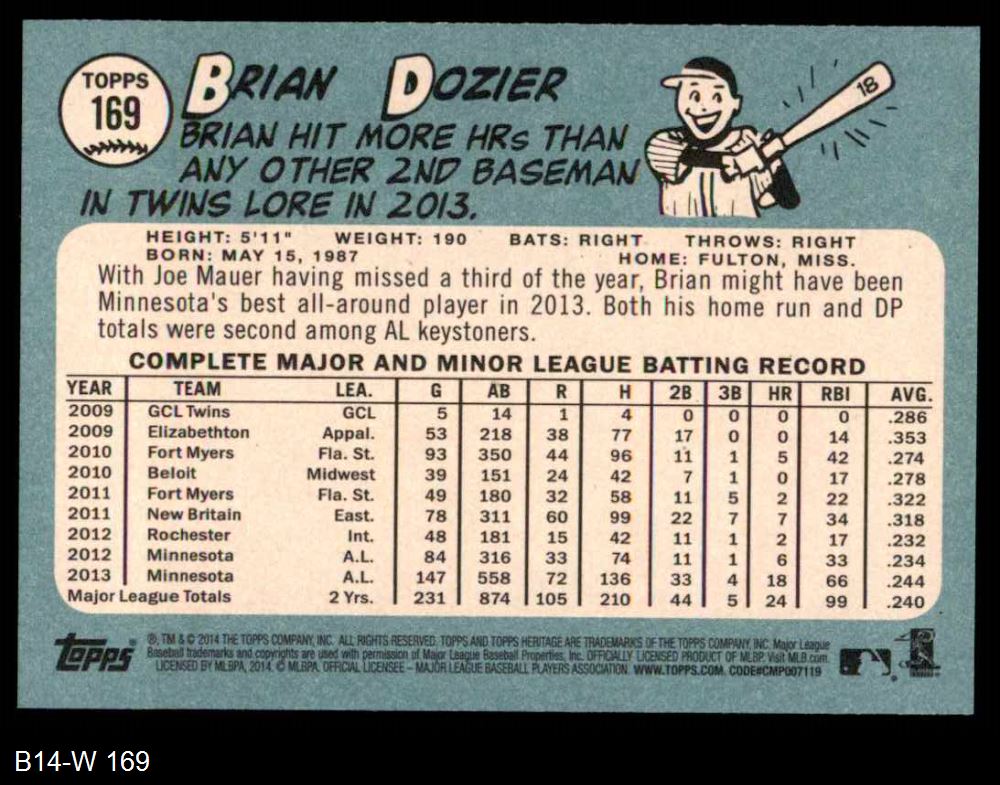 TOPPS
169
BRIAN DOZIER
BRIAN HIT MORE HRs THAN
ANY OTHER 2ND BASEMAN
IN TWINS LORE IN 2013.
18
HEIGHT: 5'11" WEIGHT: 190 BATS: RIGHT THROWS: RIGHT
BORN: MAY 15, 1987 HOME: FULTON, MISS.
With Joe Mauer having missed a third of the year, Brian might have been
Minnesota's best all-around player in 2013. Both his home run and DP
totals were second among AL keystoners.
COMPLETE MAJOR AND MINOR LEAGUE BATTING RECORD
YEAR TEAM LEA. G AB R H 2B 3B HR RBI AVG.
2009 GCL Twins GCL 5 14 1 4 0 0 0 0 .286
2009 Elizabethton Appal. 53 218 38 77 17 0 0 14 .353
2010 Fort Myers Fla. St. 93 350 44 96 11 1 5 42 .274
2010 Beloit Midwest 39 151 24 42 7 1 0 17 .278
2011 Fort Myers Fla. St. 49 180 32 58 11 5 2 22 .322
2011 New Britain East. 78 311 60 99 22 7 7 34 .318
2012 Rochester Int. 48 181 15 42 11 1 2 17 .232
2012 Minnesota A.L. 84 316 33 74 11 1 6 33 .234
2013 Minnesota A.L. 147 558 72 136 33 4 18 66 .244
Major League Totals 2 Yrs. 231 874 105 210 44 5 24 99 .240
Topps
®, TM & © 2014 THE TOPPS COMPANY, INC. ALL RIGHTS RESERVED. TOPPS AND TOPPS HERITAGE ARE TRADEMARKS OF THE TOPPS COMPANY, INC. Major League
Baseball trademarks and copyrights are used with permission of Major League Baseball Properties, Inc. OFFICIALLY LICENSED PRODUCT OF MLBP. Visit MLB.com.
LICENSED BY MLBPA, 2014. © MLBPA. OFFICIAL LICENSEE – MAJOR LEAGUE BASEBALL PLAYERS ASSOCIATION. WWW.TOPPS.COM. CODE#CMP007119
B14-W 169